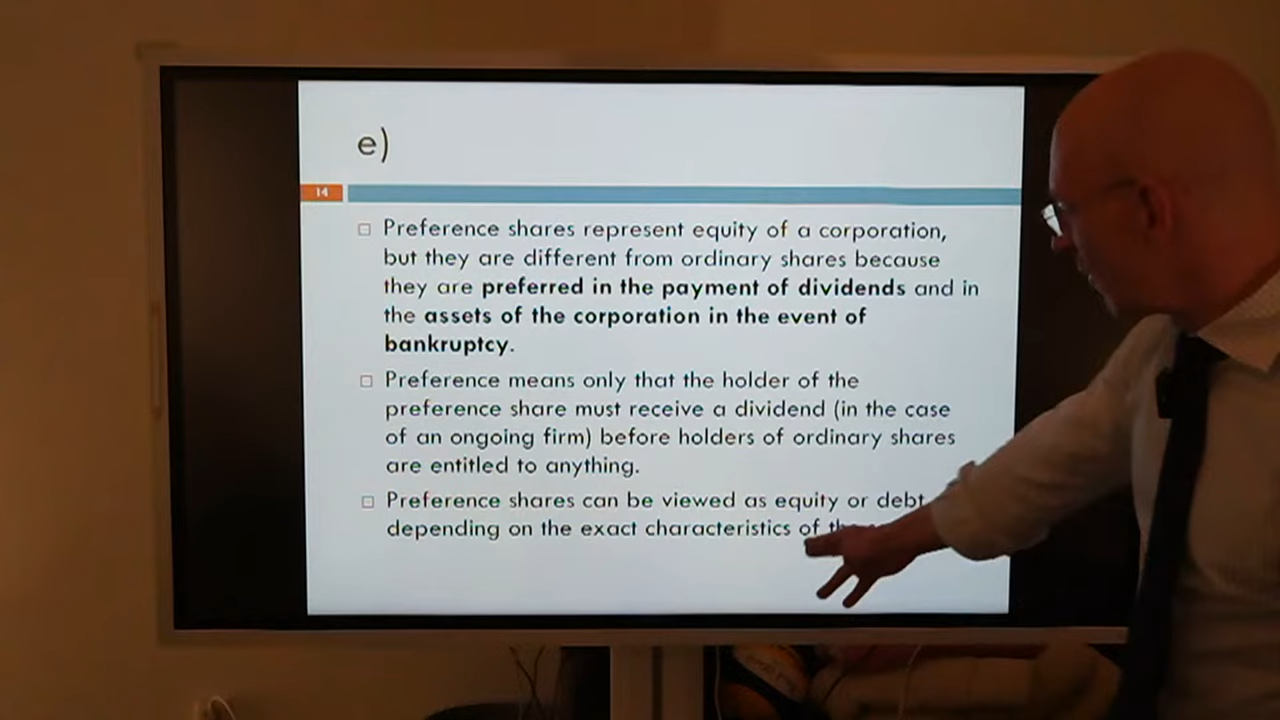 e)
14
Preference shares represent equity of a corporation,
but they are different from ordinary shares because
they are preferred in the payment of dividends and in
the assets of the corporation in the event of
bankruptcy.
Preference means only that the holder of the
preference share must receive a dividend (in the case
of an ongoing firm) before holders of ordinary shares
are entitled to anything.
Preference shares can be viewed as equity or debt
depending on the exact characteristics of